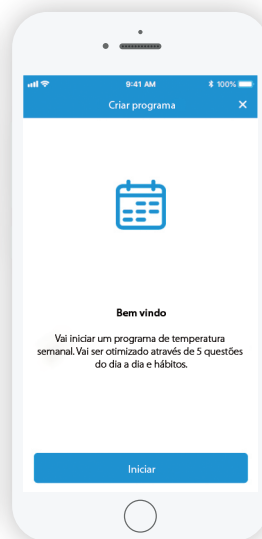 9:41 AM 100%
Criar programa ×
Bem vindo
Vai iniciar um programa de temperatura
semanal. Vai ser otimizado através de 5 questões
do dia a dia e hábitos.
Iniciar